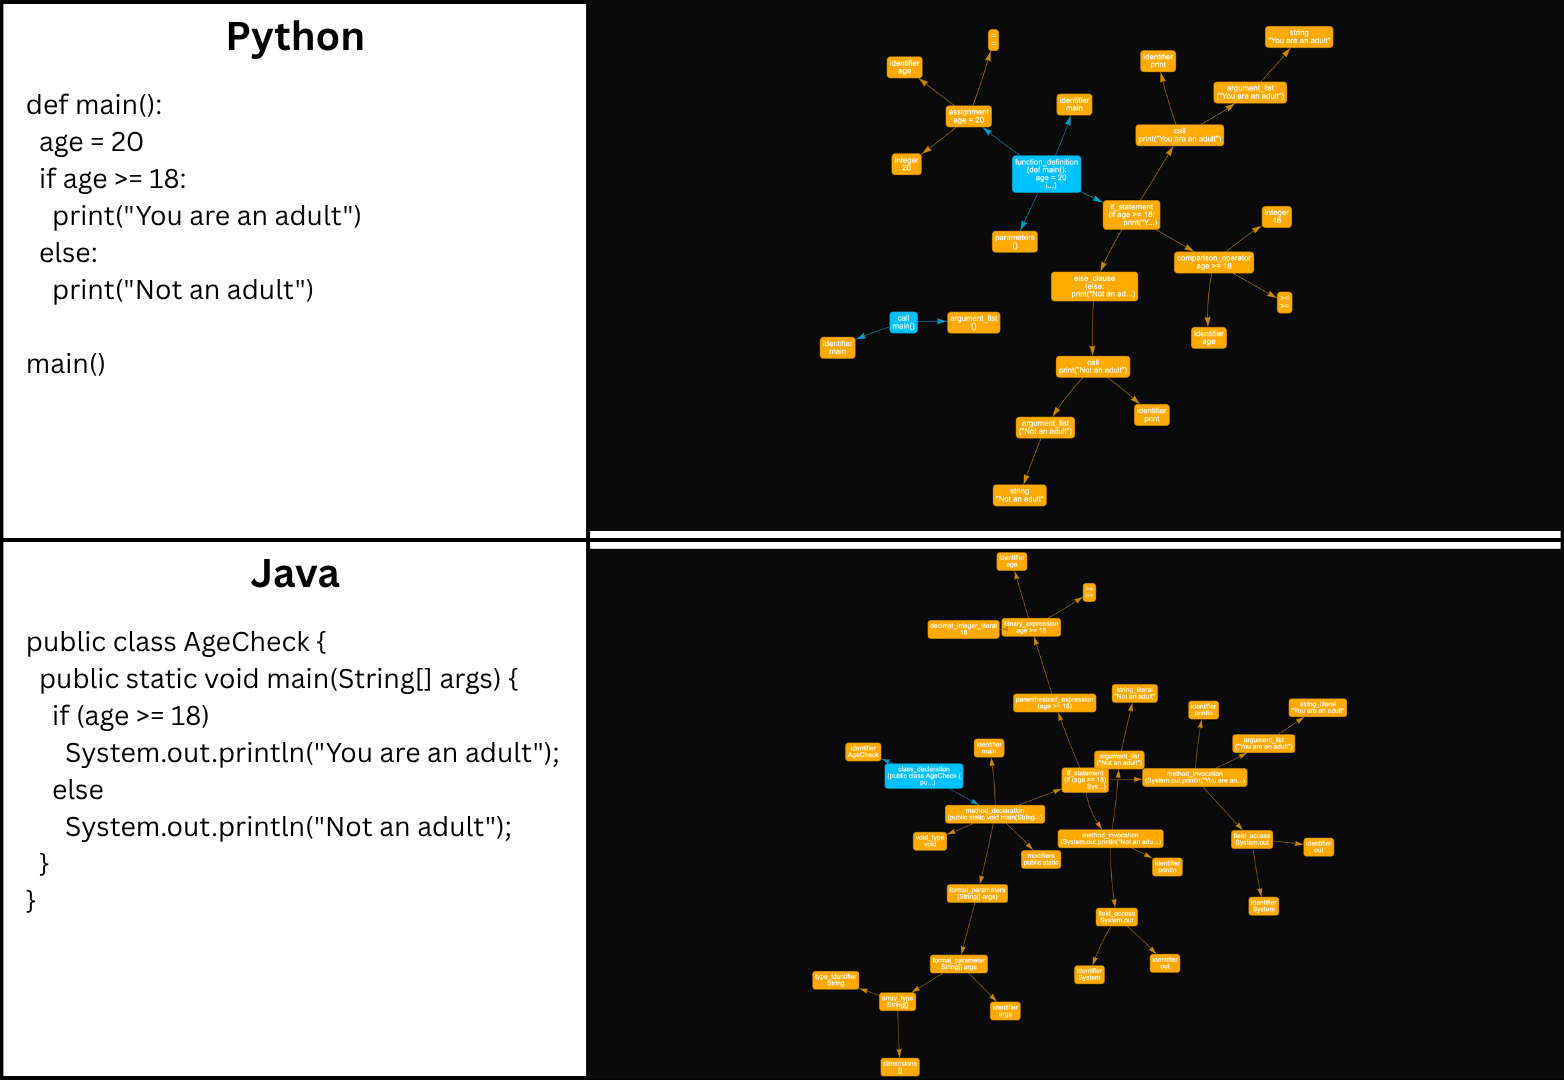 Python
def main():
age = 20
if age >= 18:
print("You are an adult")
else:
print("Not an adult")
main()
=
=
identifier
age
assignment
age = 20
integer
20
identifier
main
function_definition
(def main():
age = 20
i...)
parameters
()
string
"You are an adult"
identifier
print
argument_list
("You are an adult")
call
print("You are an adult")
if_statement
(if age >= 18:
print("Y...)
integer
18
comparison_operator
age >= 18
>=
>=
identifier
age
else_clause
(else:
print("Not an ad...)
call
main()
argument_list
()
identifier
main
call
print("Not an adult")
identifier
print
argument_list
("Not an adult")
string
"Not an adult"
Java
public class AgeCheck {
public static void main(String[] args) {
if (age >= 18)
System.out.println("You are an adult");
else
System.out.println("Not an adult");
}
}
identifier
age
>=
>=
decimal_integer_literal
18
binary_expression
age >= 18
parenthesized_expression
(age >= 18)
string_literal
"Not an adult"
identifier
println
string_literal
"You are an adult"
argument_list
("You are an adult")
identifier
AgeCheck
identifier
main
class_declaration
(public class AgeCheck {
pu...)
argument_list
("Not an adult")
if_statement
(if (age >= 18)
Sys...)
method_invocation
(System.out.println("You are an...)
method_declaration
(public static void main(String...)
void_type
void
modifiers
public static
method_invocation
(System.out.println("Not an adu...)
identifier
println
field_access
System.out
identifier
out
identifier
System
formal_parameters
(String[] args)
field_access
System.out
identifier
System
identifier
out
formal_parameter
String[] args
type_identifier
String
array_type
String[]
identifier
args
dimensions
[]